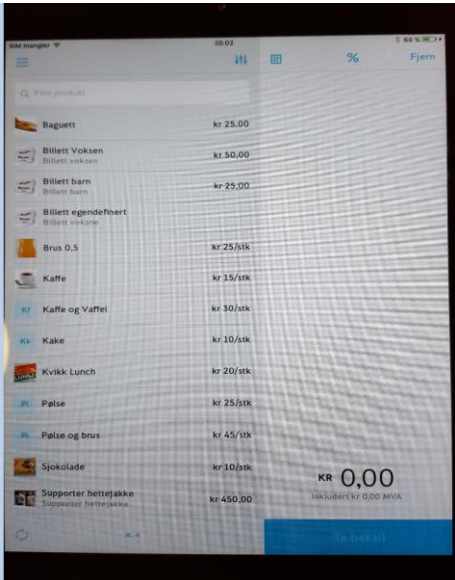 SIM mangler
20.02
60 %
%
Fjern
Finn produkt
Baguett kr 25,00
Billett Voksen kr 50,00
Billett voksen
Billett barn kr 25,00
Billett barn
Billett egendefinert
Billett voksne
Brus 0,5 kr 25/stk
Kaffe kr 15/stk
Kf Kaffe og Vaffel kr 30/stk
Kk Kake kr 10/stk
Kvikk Lunch kr 20/stk
Pl Pølse kr 25/stk
Pl Pølse og brus kr 45/stk
Sjokolade kr 10/stk
Supporter hettejakke kr 450,00
Supporter hettejakke
KR 0,00
Inkludert kr 0,00 MVA
Ta betalt